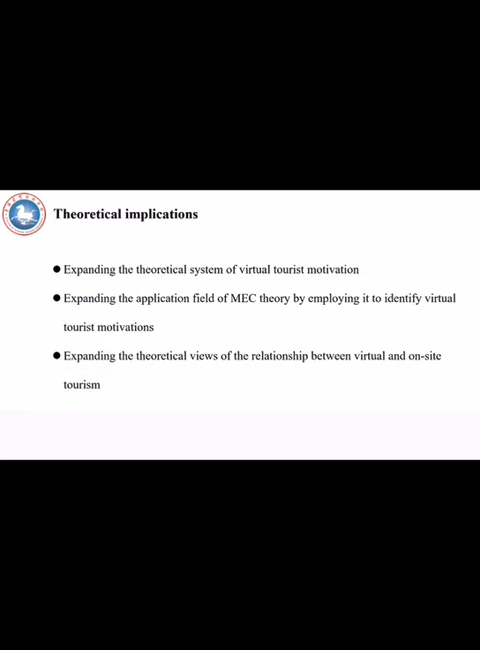 Theoretical implications
● Expanding the theoretical system of virtual tourist motivation
● Expanding the application field of MEC theory by employing it to identify virtual
tourist motivations
● Expanding the theoretical views of the relationship between virtual and on-site
tourism